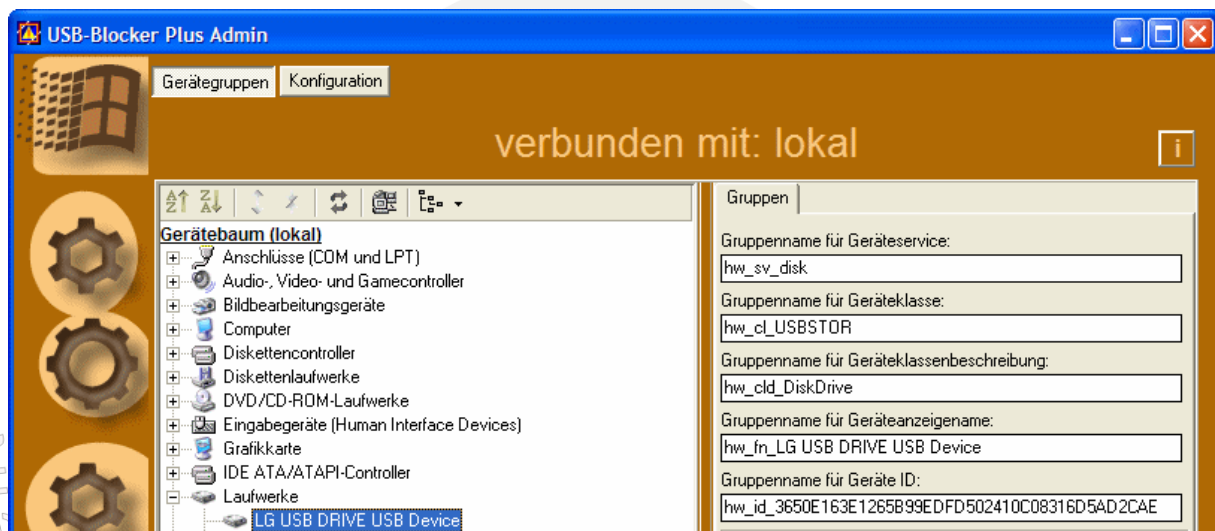 USB-Blocker Plus Admin
Gerätegruppen Konfiguration
verbunden mit: lokal
i
Gerätebaum (lokal)
Anschlüsse (COM und LPT)
Audio-, Video- und Gamecontroller
Bildbearbeitungsgeräte
Computer
Diskettencontroller
Diskettenlaufwerke
DVD/CD-ROM-Laufwerke
Eingabegeräte (Human Interface Devices)
Grafikkarte
IDE ATA/ATAPI-Controller
Laufwerke
LG USB DRIVE USB Device
Gruppen
Gruppenname für Geräteservice:
hw_sv_disk
Gruppenname für Geräteklasse:
hw_cl_USBSTOR
Gruppenname für Geräteklassenbeschreibung:
hw_cld_DiskDrive
Gruppenname für Geräteanzeigename:
hw_fn_LG USB DRIVE USB Device
Gruppenname für Geräte ID:
hw_id_3650E163E1265B99EDFD502410C08316D5AD2CAE